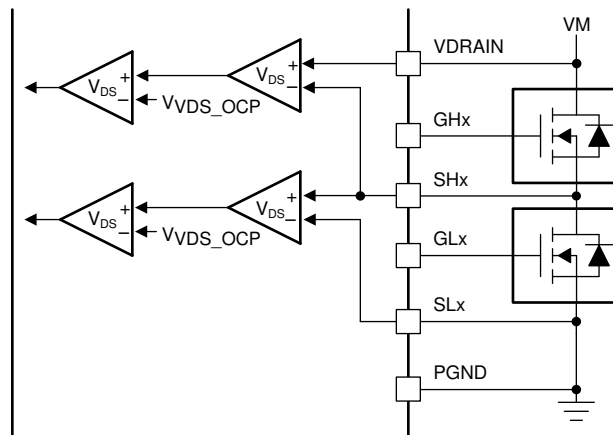 VM
VDRAIN
VDS
+
−
VVDS_OCP
VDS
+
−
GHx
SHx
VDS
+
−
VVDS_OCP
VDS
+
−
GLx
SLx
PGND